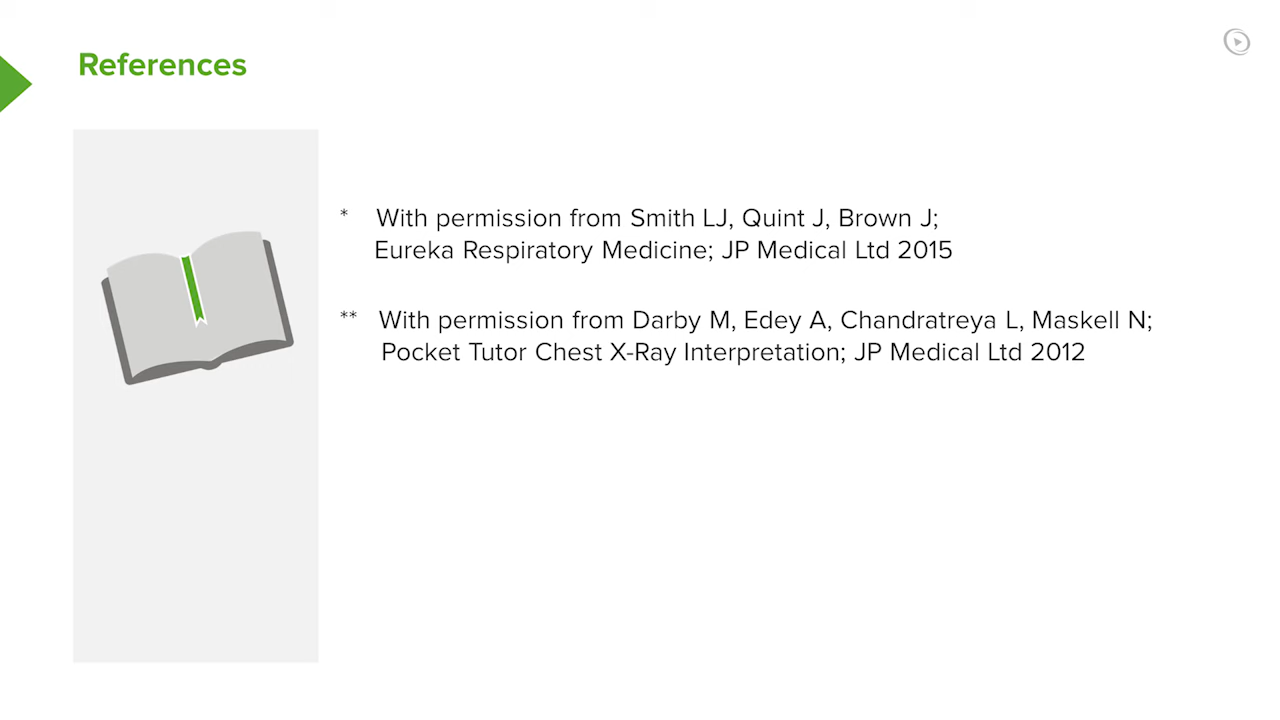 References
* With permission from Smith LJ, Quint J, Brown J;
Eureka Respiratory Medicine; JP Medical Ltd 2015
** With permission from Darby M, Edey A, Chandratreya L, Maskell N;
Pocket Tutor Chest X-Ray Interpretation; JP Medical Ltd 2012